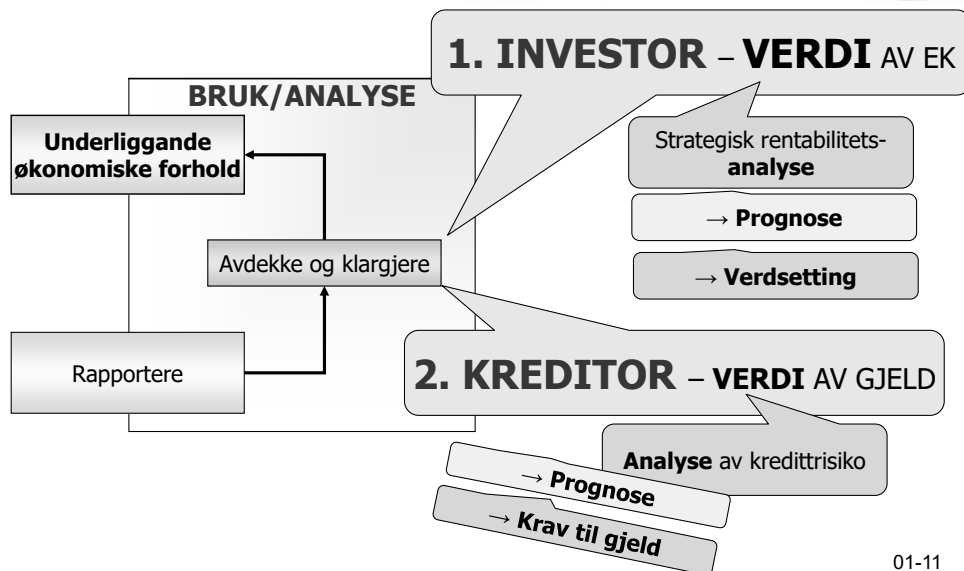 1. INVESTOR – VERDI AV EK
BRUK/ANALYSE
Underliggande
økonomiske forhold
Strategisk rentabilitets-
analyse
→ Prognose
Avdekke og klargjere
→ Verdsetting
Rapportere
2. KREDITOR – VERDI AV GJELD
Analyse av kredittrisiko
→ Prognose
→ Krav til gjeld
01-11